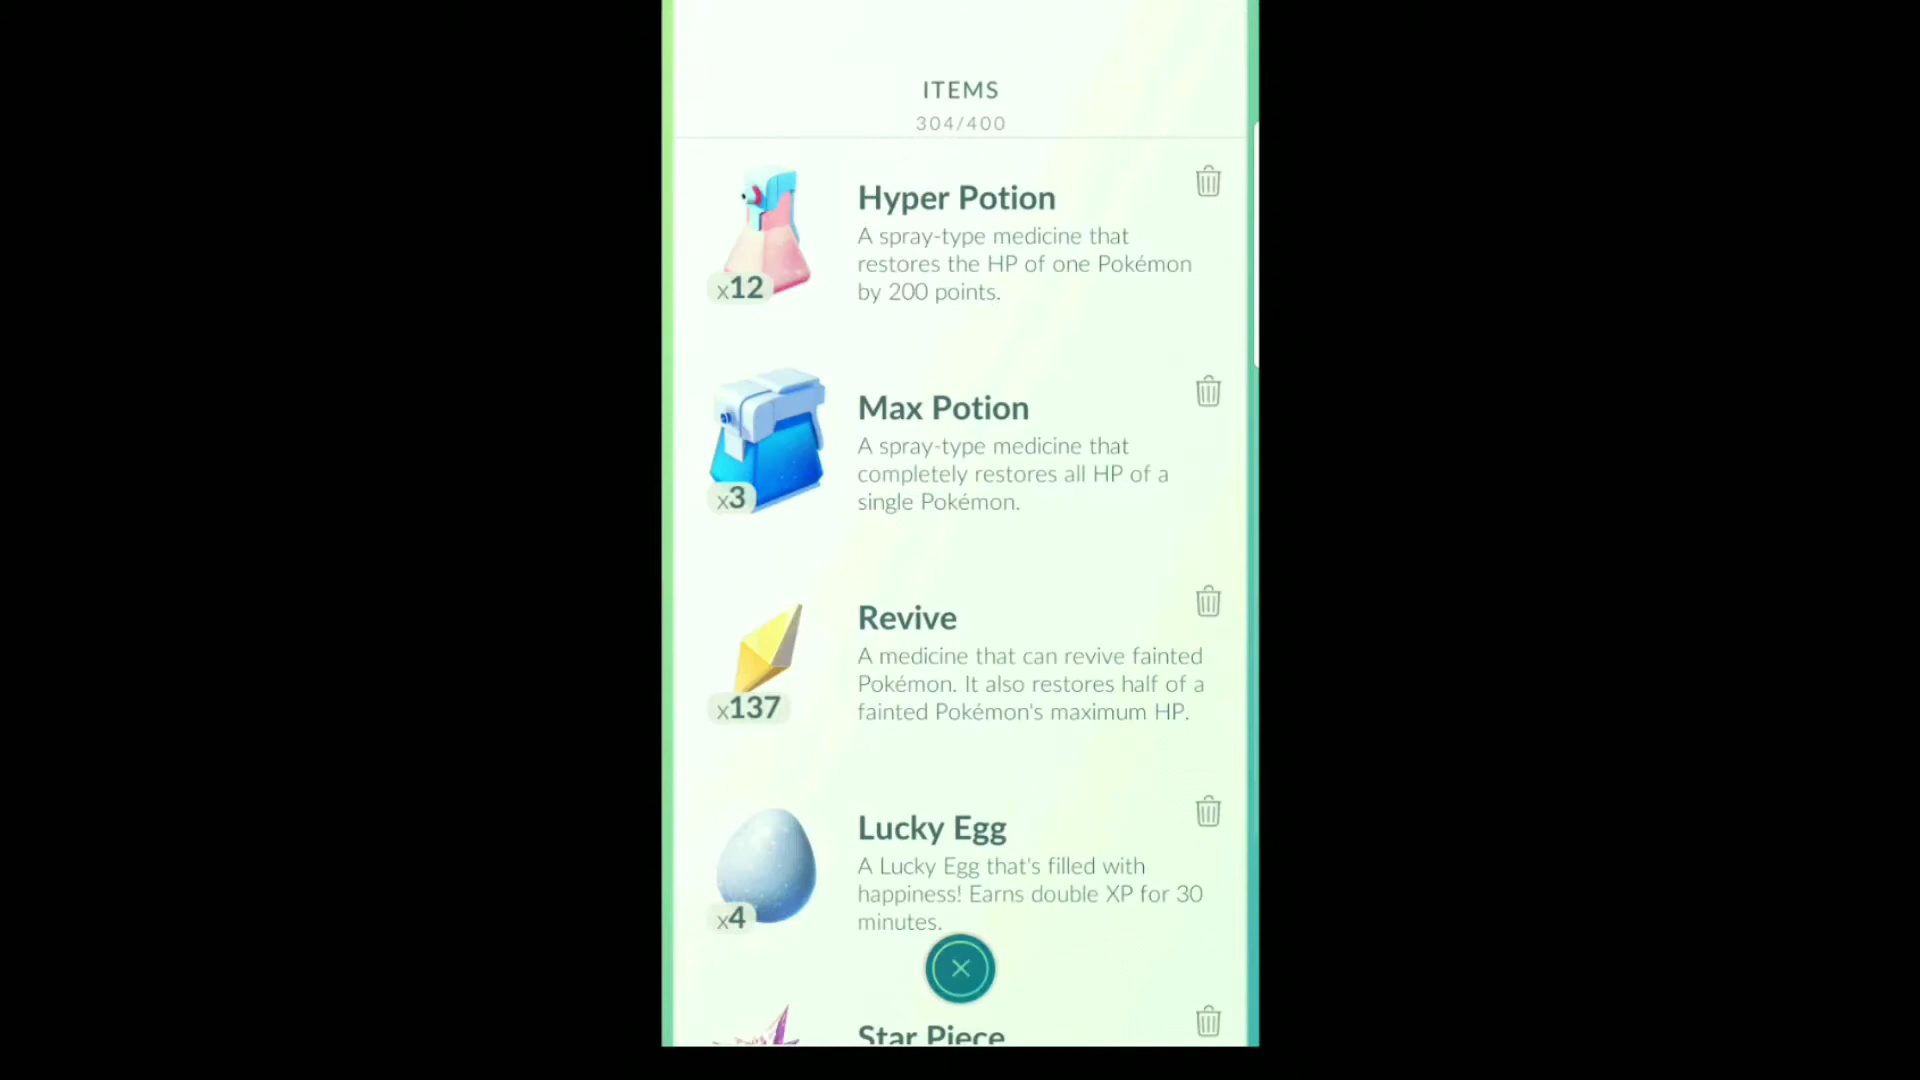 ITEMS
304/400
Hyper Potion
A spray-type medicine that
restores the HP of one Pokémon
by 200 points.
x12
Max Potion
A spray-type medicine that
completely restores all HP of a
single Pokémon.
x3
Revive
A medicine that can revive fainted
Pokémon. It also restores half of a
fainted Pokémon's maximum HP.
x137
Lucky Egg
A Lucky Egg that's filled with
happiness! Earns double XP for 30
minutes.
x4
Star Piece